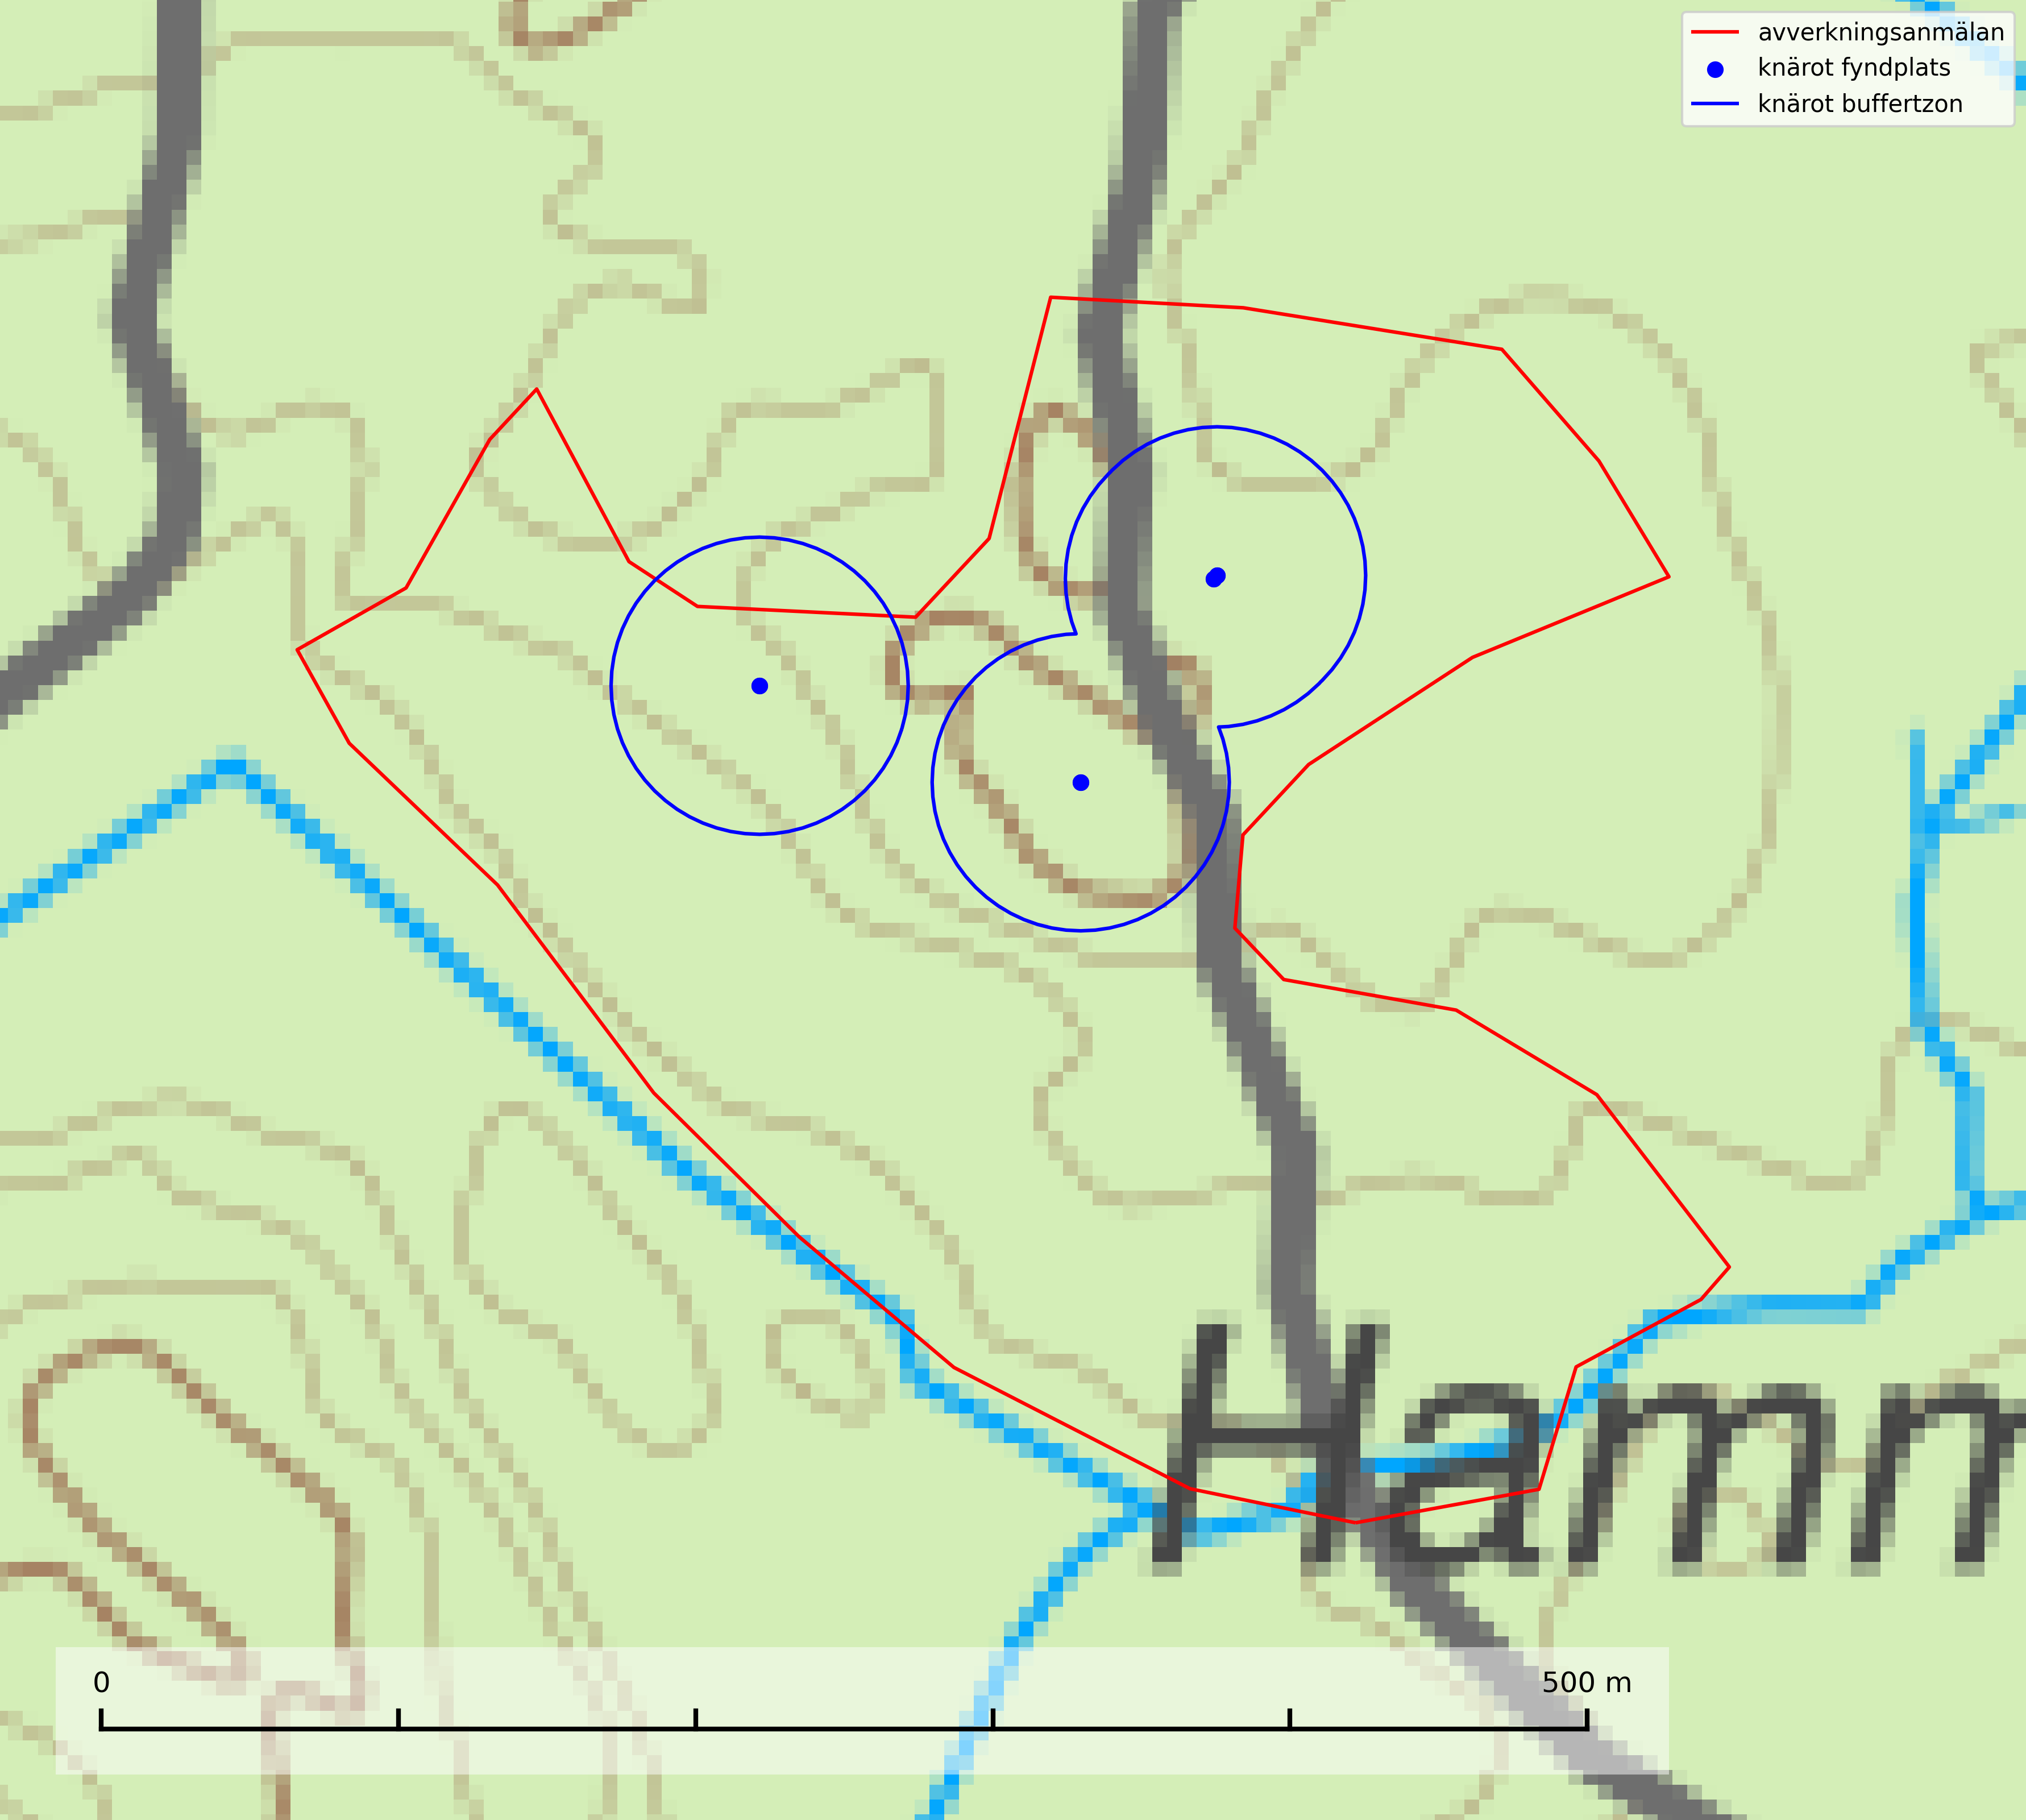 avverkningsanmälan
knärot fyndplats
knärot buffertzon
Hamm
0 500 m